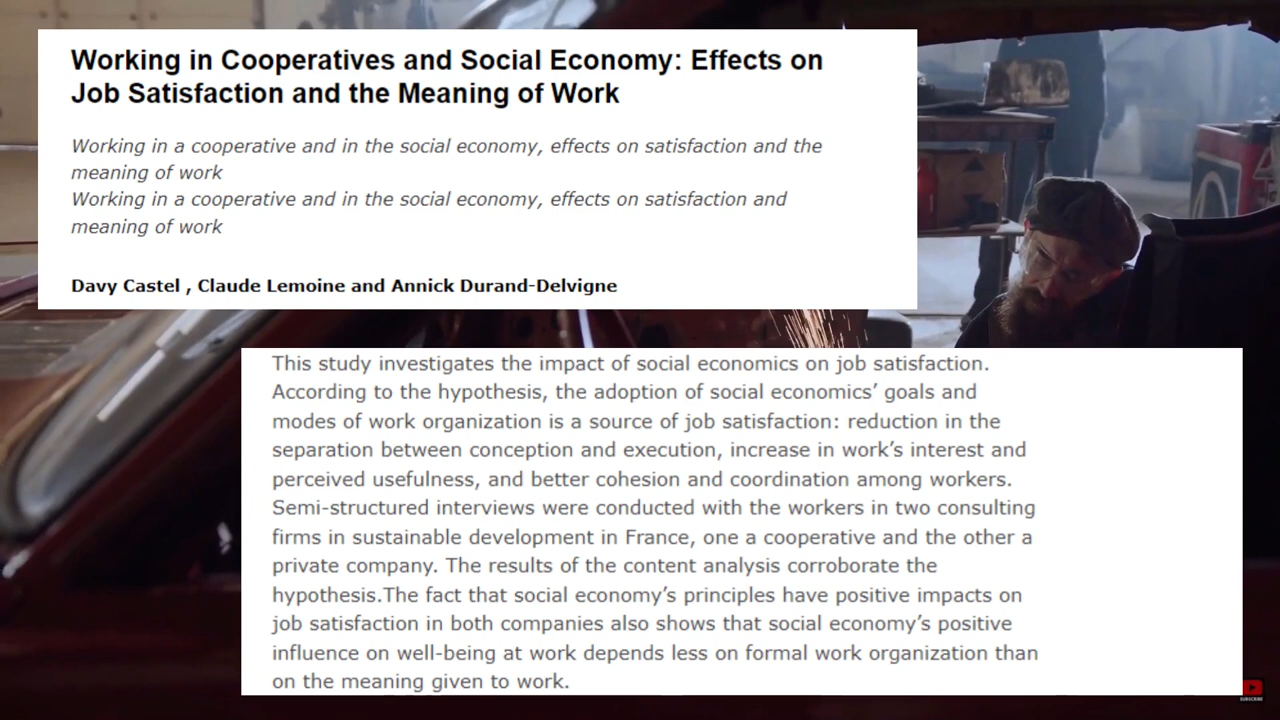 Working in Cooperatives and Social Economy: Effects on
Job Satisfaction and the Meaning of Work
Working in a cooperative and in the social economy, effects on satisfaction and the
meaning of work
Working in a cooperative and in the social economy, effects on satisfaction and
meaning of work
Davy Castel , Claude Lemoine and Annick Durand-Delvigne
This study investigates the impact of social economics on job satisfaction.
According to the hypothesis, the adoption of social economics’ goals and
modes of work organization is a source of job satisfaction: reduction in the
separation between conception and execution, increase in work’s interest and
perceived usefulness, and better cohesion and coordination among workers.
Semi-structured interviews were conducted with the workers in two consulting
firms in sustainable development in France, one a cooperative and the other a
private company. The results of the content analysis corroborate the
hypothesis.The fact that social economy’s principles have positive impacts on
job satisfaction in both companies also shows that social economy’s positive
influence on well-being at work depends less on formal work organization than
on the meaning given to work.
SUBSCRIBE